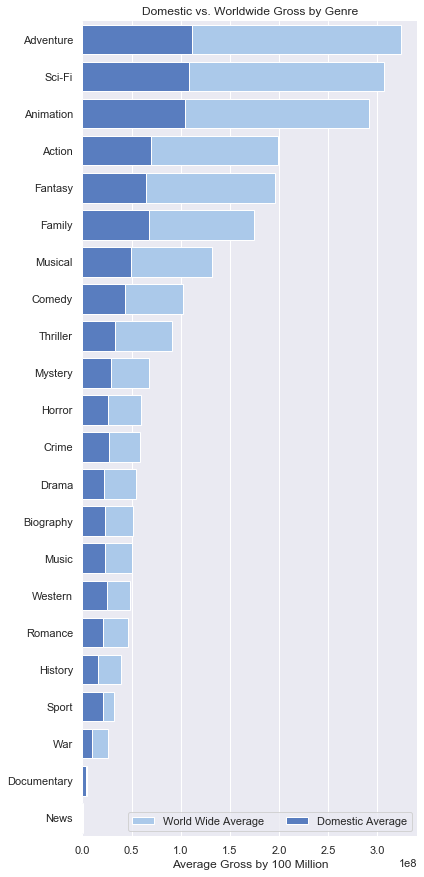 Domestic vs. Worldwide Gross by Genre
Adventure
Sci-Fi
Animation
Action
Fantasy
Family
Musical
Comedy
Thriller
Mystery
Horror
Crime
Drama
Biography
Music
Western
Romance
History
Sport
War
Documentary
News
World Wide Average Domestic Average
0.0 0.5 1.0 1.5 2.0 2.5 3.0
1e8
Average Gross by 100 Million